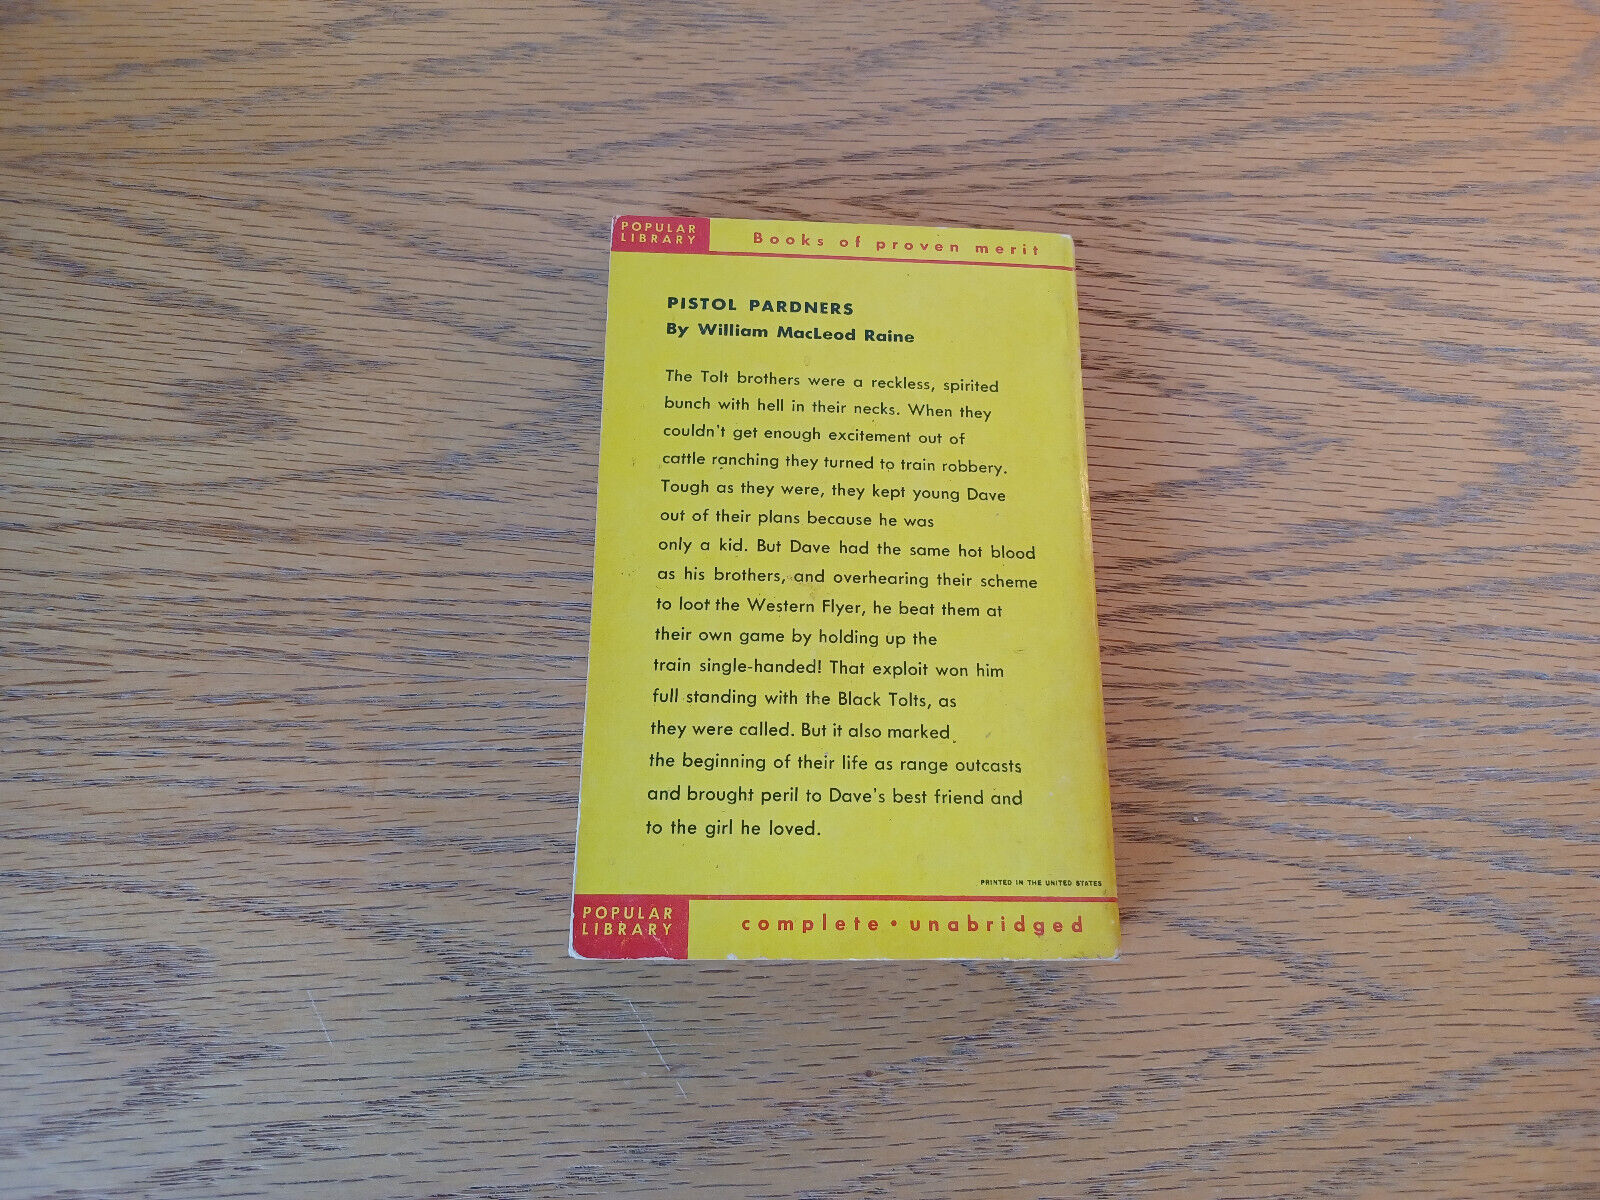 POPULAR
LIBRARY
Books of proven merit
PISTOL PARDNERS
By William MacLeod Raine
The Tolt brothers were a reckless, spirited
bunch with hell in their necks. When they
couldn't get enough excitement out of
cattle ranching they turned to train robbery.
Tough as they were, they kept young Dave
out of their plans because he was
only a kid. But Dave had the same hot blood
as his brothers, and overhearing their scheme
to loot the Western Flyer, he beat them at
their own game by holding up the
train single-handed! That exploit won him
full standing with the Black Tolts, as
they were called. But it also marked
the beginning of their life as range outcasts
and brought peril to Dave's best friend and
to the girl he loved.
PRINTED IN THE UNITED STATES
POPULAR
LIBRARY
complete • unabridged